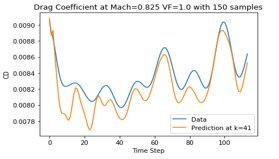 Drag Coefficient at Mach=0.825 VF=1.0 with 150 samples
0.0090
0.0088
0.0086
0.0084
0.0082
0.0080
0.0078
CD
Data
Prediction at k=41
0 20 40 60 80 100
Time Step